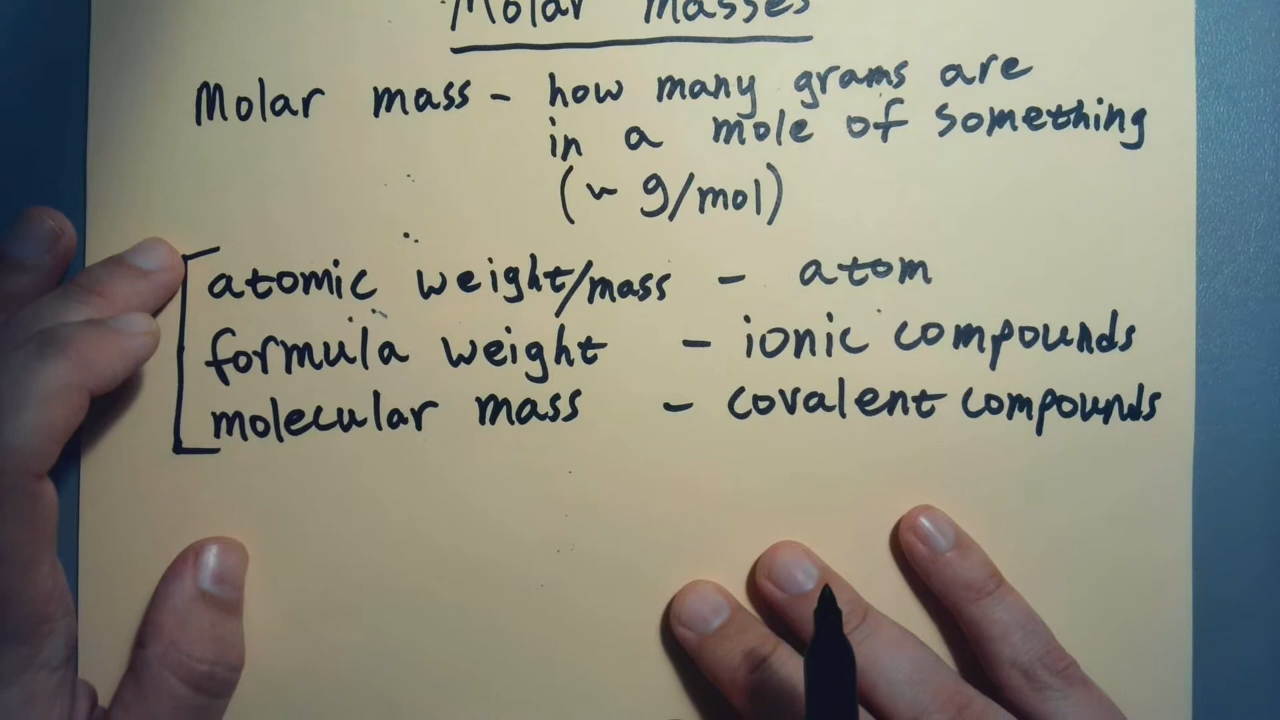 Molar Masses
Molar mass - how many grams are
in a mole of something
(~ g/mol)
atomic weight/mass - atom
formula weight - ionic compounds
molecular mass - covalent compounds